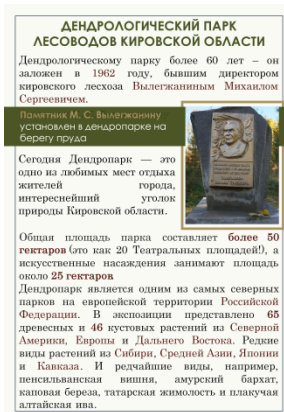 ДЕНДРОЛОГИЧЕСКИЙ ПАРК
ЛЕСОВОДОВ КИРОВСКОЙ ОБЛАСТИ
Дендрологическому парку более 60 лет – он
заложен в 1962 году, бывшим директором
кировского лесхоза Вылегжаниным Михаилом
Сергеевичем.
Памятник М. С. Вылегжанину
установлен в дендропарке на
берегу пруда
Сегодня Дендропарк — это
одно из любимых мест отдыха
жителей города,
интереснейший уголок
природы Кировской области.
Общая площадь парка составляет более 50
гектаров (это как 20 Театральных площадей!), а
искусственные насаждения занимают площадь
около 25 гектаров.
Дендропарк является одним из самых северных
парков на европейской территории Российской
Федерации. В экспозиции представлено 65
древесных и 46 кустовых растений из Северной
Америки, Европы и Дальнего Востока. Редкие
виды растений из Сибири, Средней Азии, Японии
и Кавказа. И редчайшие виды, например,
пенсильванская вишня, амурский бархат,
каповая береза, татарская жимолость и плакучая
алтайская ива.